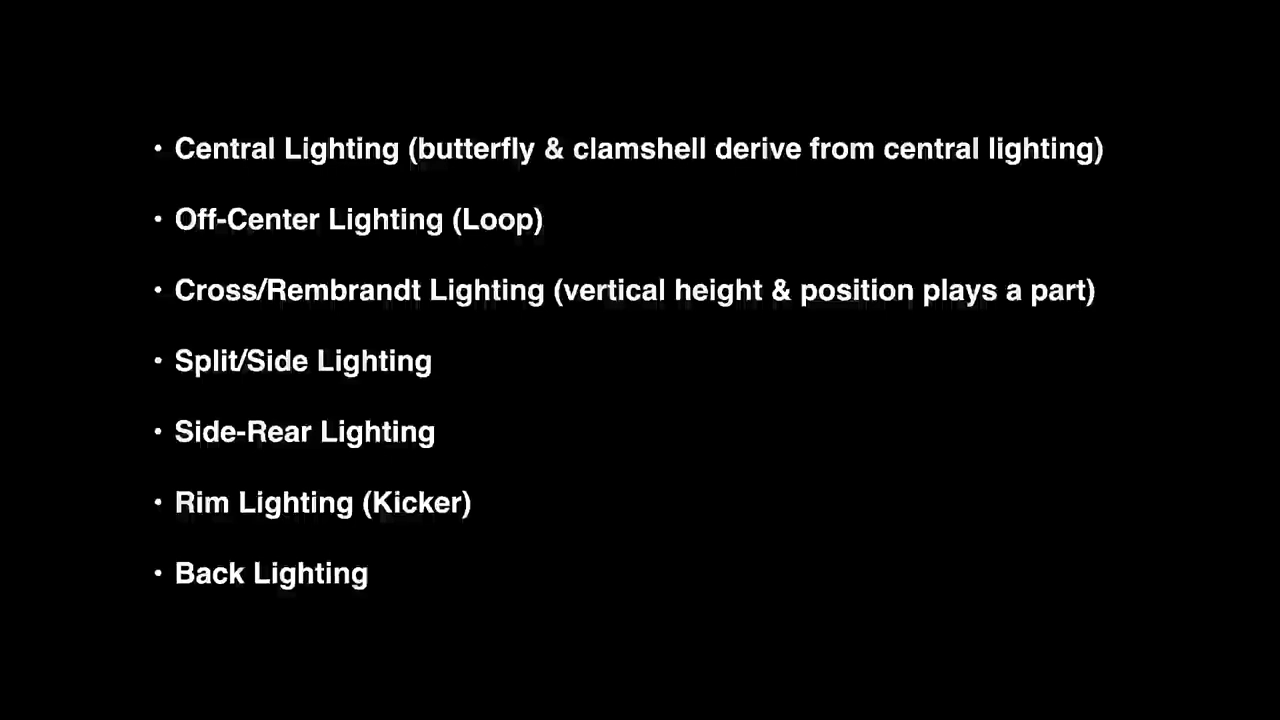 • Central Lighting (butterfly & clamshell derive from central lighting)
• Off-Center Lighting (Loop)
• Cross/Rembrandt Lighting (vertical height & position plays a part)
• Split/Side Lighting
• Side-Rear Lighting
• Rim Lighting (Kicker)
• Back Lighting